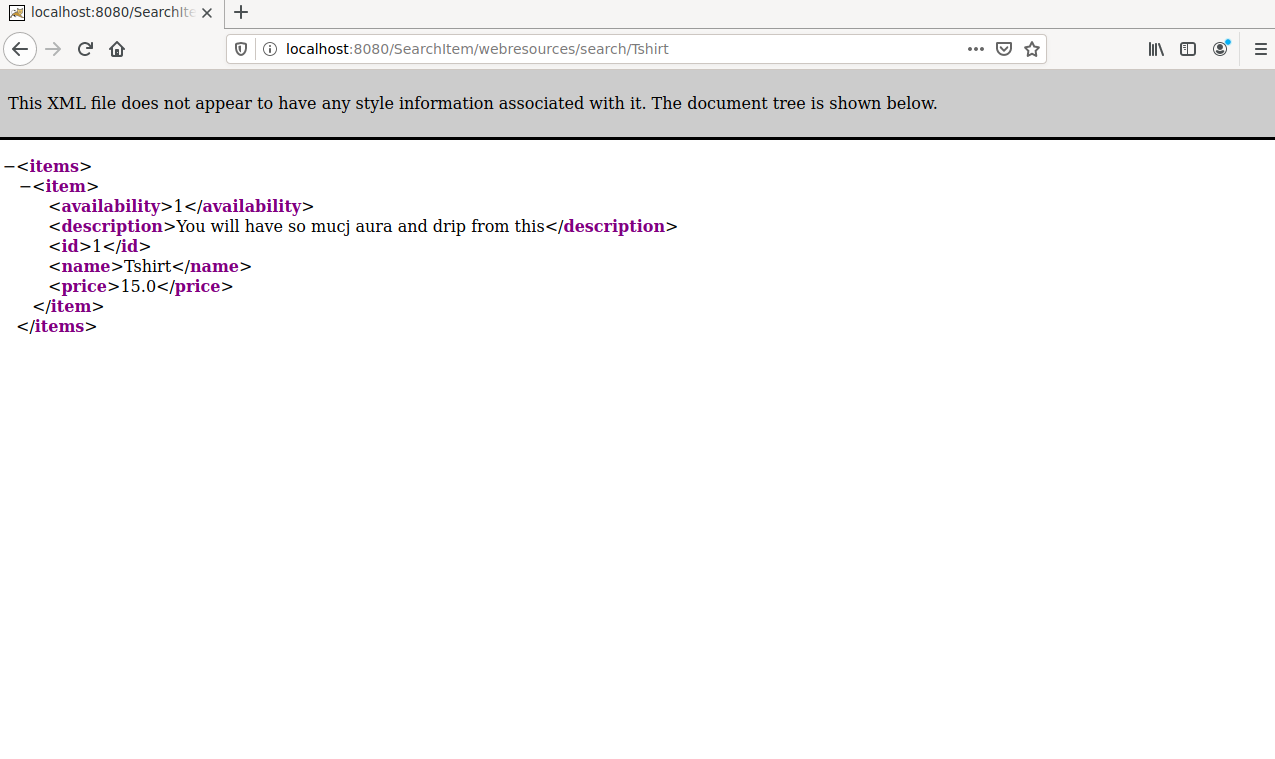 localhost:8080/SearchIte
localhost:8080/SearchItem/webresources/search/Tshirt
This XML file does not appear to have any style information associated with it. The document tree is shown below.
−<items>
−<item>
<availability>1</availability>
<description>You will have so mucj aura and drip from this</description>
<id>1</id>
<name>Tshirt</name>
<price>15.0</price>
</item>
</items>